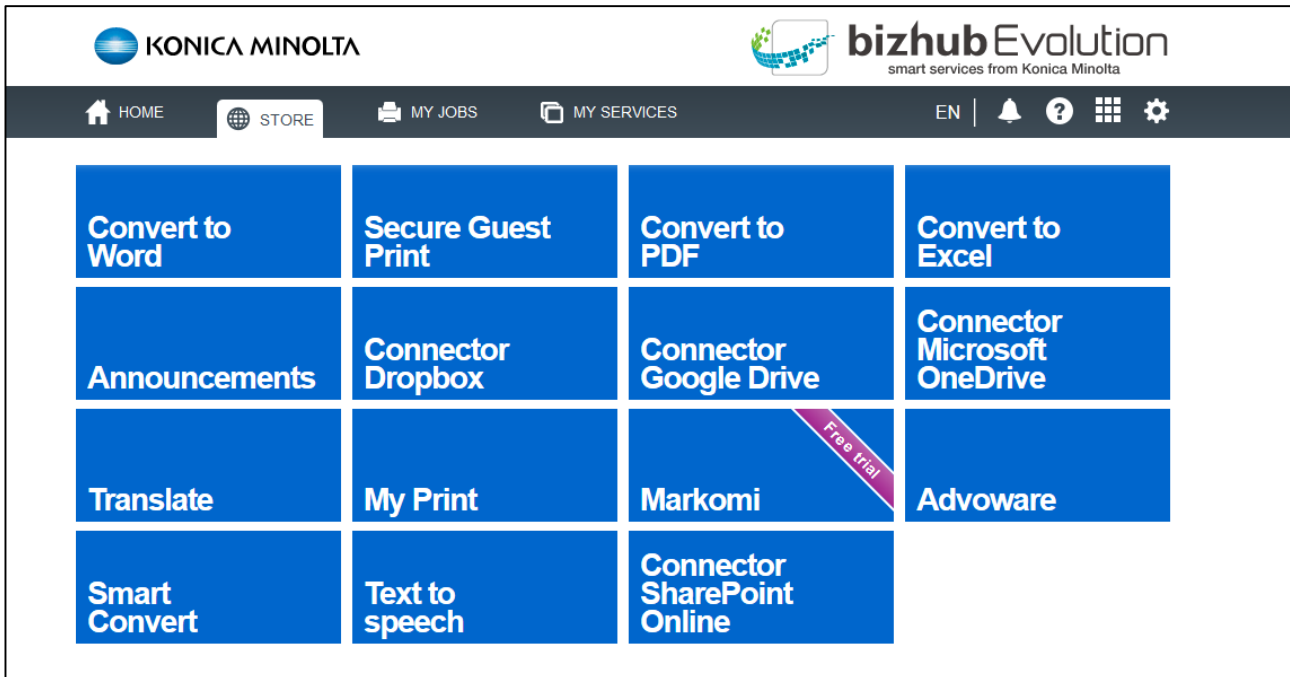 KONICA MINOLTA
bizhub Evolution
smart services from Konica Minolta
HOME
STORE
MY JOBS
MY SERVICES
EN
Convert to
Word
Secure Guest
Print
Convert to
PDF
Convert to
Excel
Announcements
Connector
Dropbox
Connector
Google Drive
Connector
Microsoft
OneDrive
Translate
My Print
Markomi
Free trial
Advoware
Smart
Convert
Text to
speech
Connector
SharePoint
Online